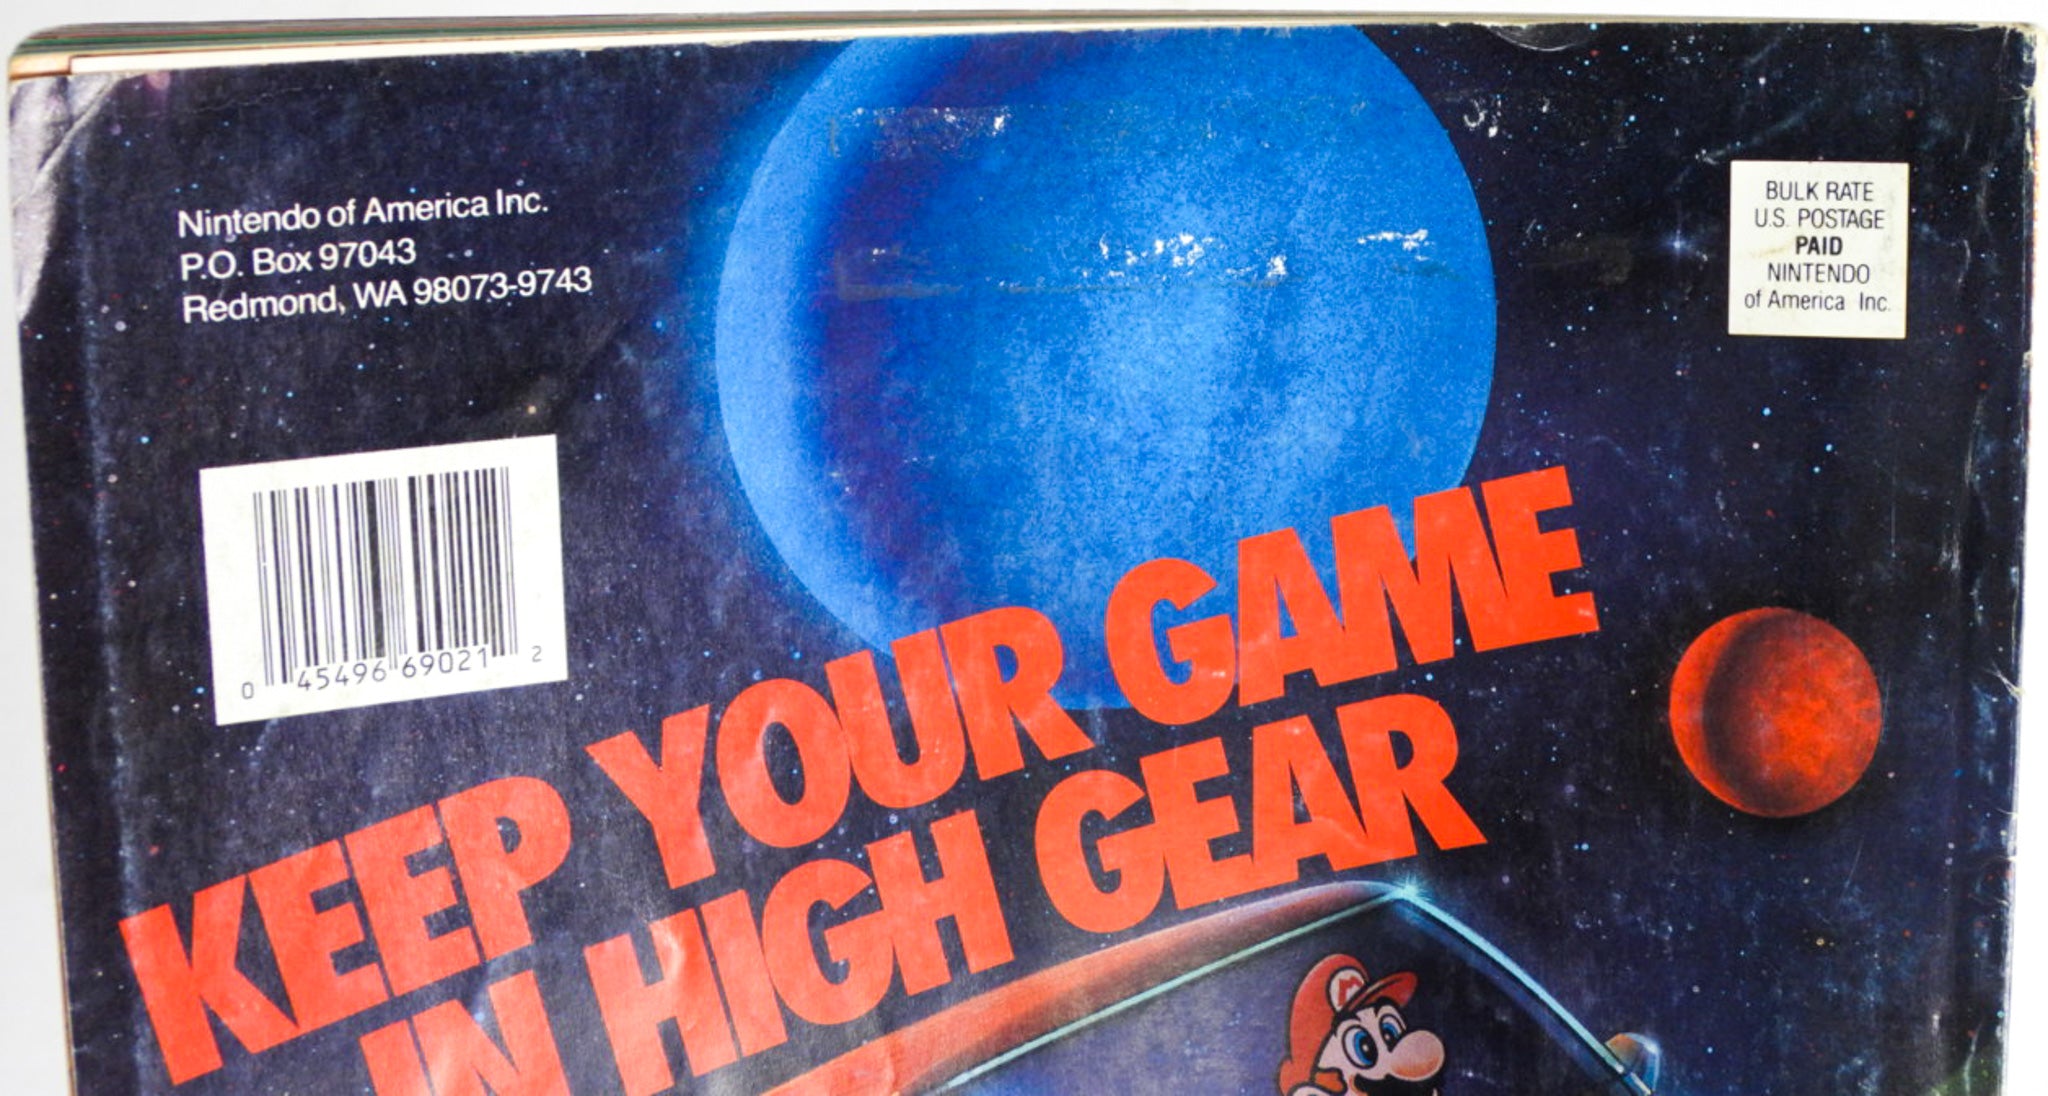 Nintendo of America Inc.
P.O. Box 97043
Redmond, WA 98073-9743
BULK RATE
U.S. POSTAGE
PAID
NINTENDO
of America Inc.
0 45496 69021 2
KEEP YOUR GAME
IN HIGH GEAR
M